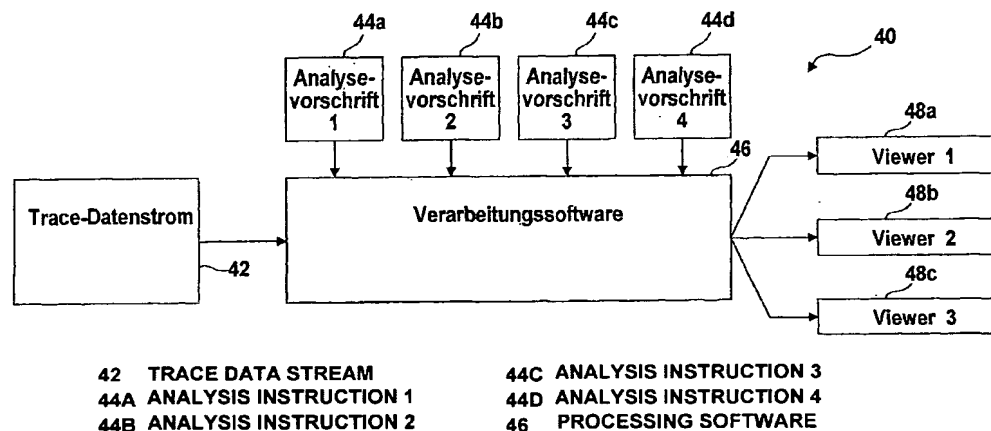 44a 44b 44c 44d
40
Analyse-
vorschrift
1
Analyse-
vorschrift
2
Analyse-
vorschrift
3
Analyse-
vorschrift
4
46
48a
Viewer 1
Trace-Datenstrom
Verarbeitungssoftware
48b
Viewer 2
42
48c
Viewer 3
42 TRACE DATA STREAM
44A ANALYSIS INSTRUCTION 1
44B ANALYSIS INSTRUCTION 2
44C ANALYSIS INSTRUCTION 3
44D ANALYSIS INSTRUCTION 4
46 PROCESSING SOFTWARE